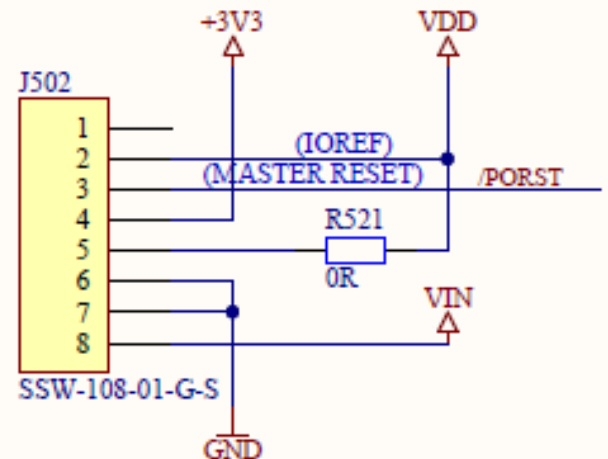 +3V3
VDD
J502
1
2
(IOREF)
3
(MASTER RESET)
/PORST
4
R521
5
0R
6
VIN
7
8
SSW-108-01-G-S
GND